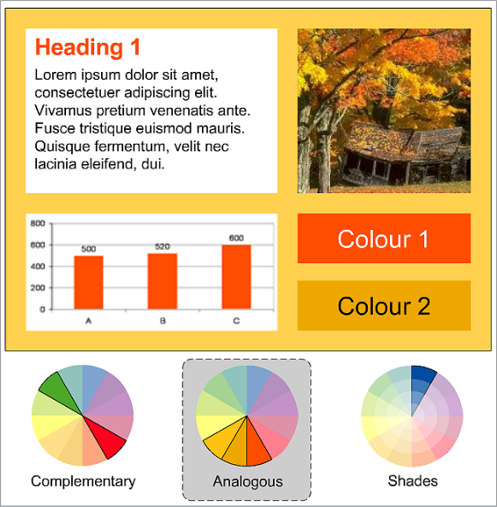 Heading 1
Lorem ipsum dolor sit amet,
consectetuer adipiscing elit.
Vivamus pretium venenatis ante.
Fusce tristique euismod mauris.
Quisque fermentum, velit nec
lacinia eleifend, dui.
800
600
400
200
0
500
520
600
A
B
C
Colour 1
Colour 2
Complementary
Analogous
Shades